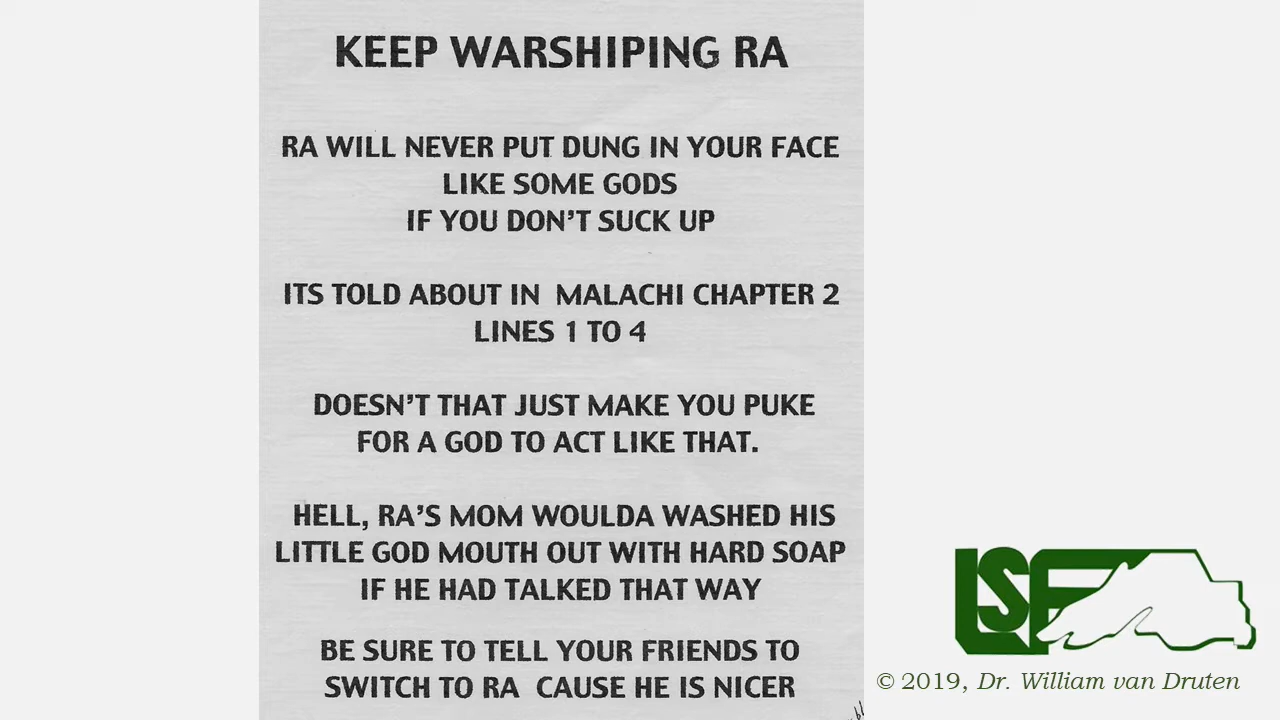 KEEP WARSHIPING RA
RA WILL NEVER PUT DUNG IN YOUR FACE
LIKE SOME GODS
IF YOU DON'T SUCK UP
ITS TOLD ABOUT IN MALACHI CHAPTER 2
LINES 1 TO 4
DOESN'T THAT JUST MAKE YOU PUKE
FOR A GOD TO ACT LIKE THAT.
HELL, RA'S MOM WOULDA WASHED HIS
LITTLE GOD MOUTH OUT WITH HARD SOAP
IF HE HAD TALKED THAT WAY
BE SURE TO TELL YOUR FRIENDS TO
SWITCH TO RA CAUSE HE IS NICER
LSF
© 2019, Dr. William van Druten